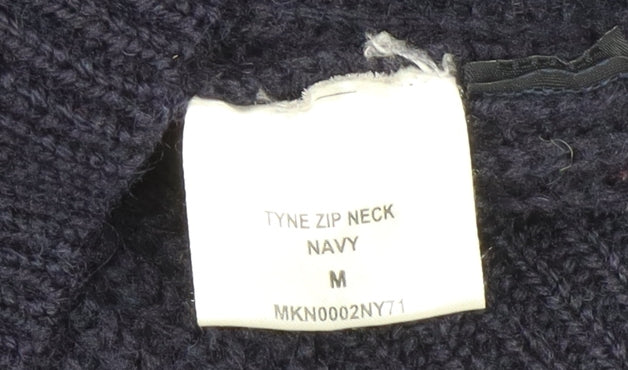 TYNE ZIP NECK
NAVY
M
MKN0002NY71